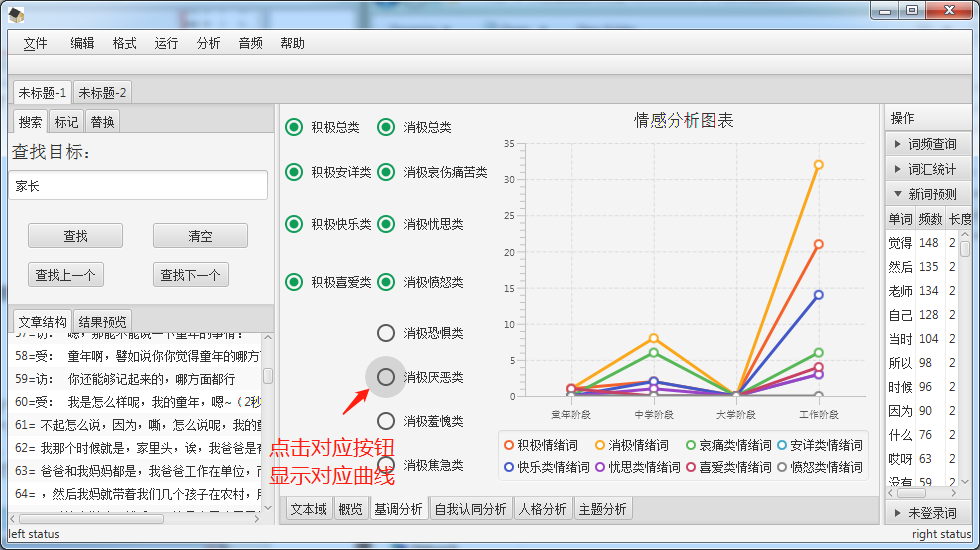 文件 编辑 格式 运行 分析 音频 帮助
未标题-1 未标题-2
搜索 标记 替换
查找目标：
家长
查找 清空
查找上一个 查找下一个
文章结构 结果预览
58=受： 童年啊，譬如说你你觉得童年的哪方
59=访： 你还能够记起来的，哪方面都行
60=受： 我是怎么样呢，我的童年，嗯~（2秒
61= 不起怎么说，因为，嘶，怎么说呢，我的童
62= 我那个时候就是，家里头，诶，我爸爸是有
63= 爸爸和我妈妈都是，我爸爸工作在单位，而
64= ，然后我妈就带着我们几个孩子在农村，用
积极总类 消极总类
积极安详类 消极哀伤痛苦类
积极快乐类 消极忧思类
积极喜爱类 消极愤怒类
消极恐惧类
消极厌恶类
消极羞愧类
消极焦急类
点击对应按钮
显示对应曲线
情感分析图表
35
30
25
20
15
10
5
0
童年阶段 中学阶段 大学阶段 工作阶段
积极情绪词 消极情绪词 哀痛类情绪词 安详类情绪词
快乐类情绪词 忧思类情绪词 喜爱类情绪词 愤怒类情绪词
文本域 概览 基调分析 自我认同分析 人格分析 主题分析
操作
词频查询
词汇统计
新词预测
单词 频数 长度
觉得 148 2
然后 135 2
老师 134 2
自己 128 2
当时 104 2
所以 98 2
时候 96 2
因为 90 2
什么 76 2
哎呀 63 2
没有 59 2
未登录词
left status right status